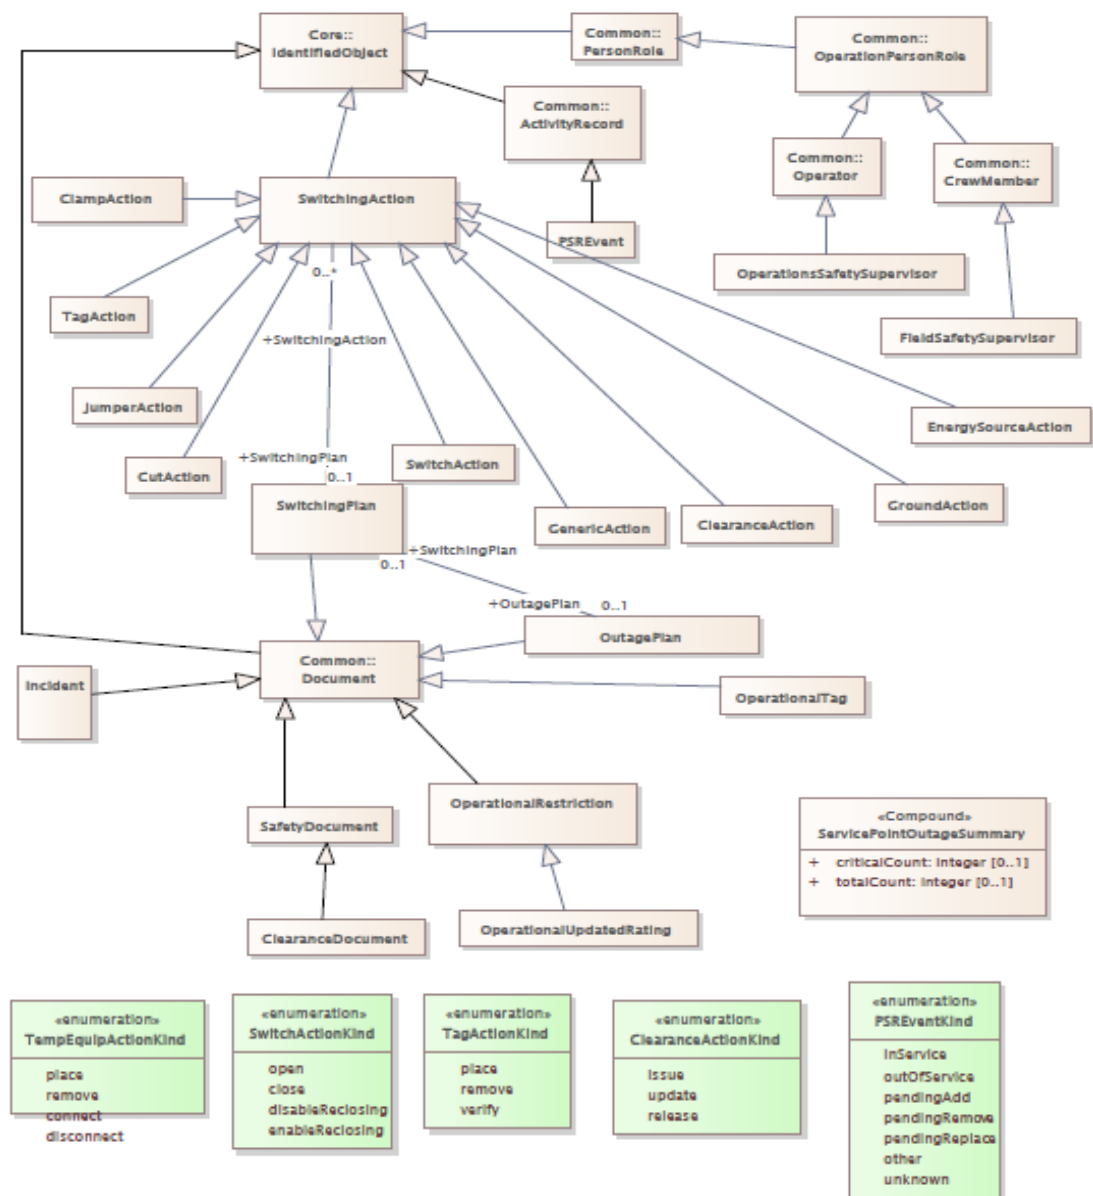 Core::
IdentifiedObject
Common::
PersonRole
Common::
OperationPersonRole
Common::
ActivityRecord
Common::
Operator
Common::
CrewMember
ClampAction
SwitchingAction
PSREvent
OperationsSafetySupervisor
0..*
TagAction
+SwitchingAction
FieldSafetySupervisor
JumperAction
EnergySourceAction
+SwitchingPlan
CutAction
SwitchAction
0..1
SwitchingPlan
GroundAction
GenericAction
ClearanceAction
+SwitchingPlan
0..1
+OutagePlan
0..1
OutagePlan
Common::
Document
Incident
OperationalTag
OperationalRestriction
SafetyDocument
«Compound»
ServicePointOutageSummary
+ criticalCount: Integer [0..1]
+ totalCount: Integer [0..1]
ClearanceDocument
OperationalUpdatedRating
«enumeration»
TempEquipActionKind
place
remove
connect
disconnect
«enumeration»
SwitchActionKind
open
close
disableReclosing
enableReclosing
«enumeration»
TagActionKind
place
remove
verify
«enumeration»
ClearanceActionKind
issue
update
release
«enumeration»
PSREventKind
inService
outOfService
pendingAdd
pendingRemove
pendingReplace
other
unknown